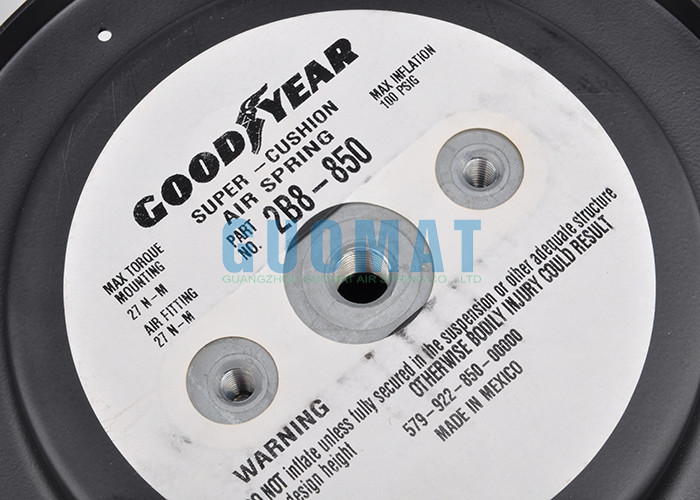 GOODYEAR
SUPER-CUSHION
AIR SPRING
PART NO. 2B8-850
MAX INFLATION
100 PSIG
MAX TORQUE
MOUNTING
27 N-M
AIR FITTING
27 N-M
GUOMAT
WARNING
DO NOT inflate unless fully secured in the suspension or other adequate structure
design height OTHERWISE BODILY INJURY COULD RESULT
579-922-850-00000
MADE IN MEXICO